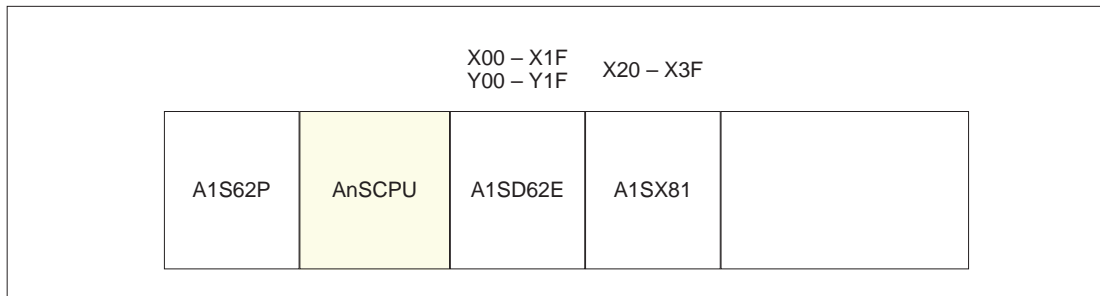 X00 – X1F
Y00 – Y1F
X20 – X3F
A1S62P
AnSCPU
A1SD62E
A1SX81